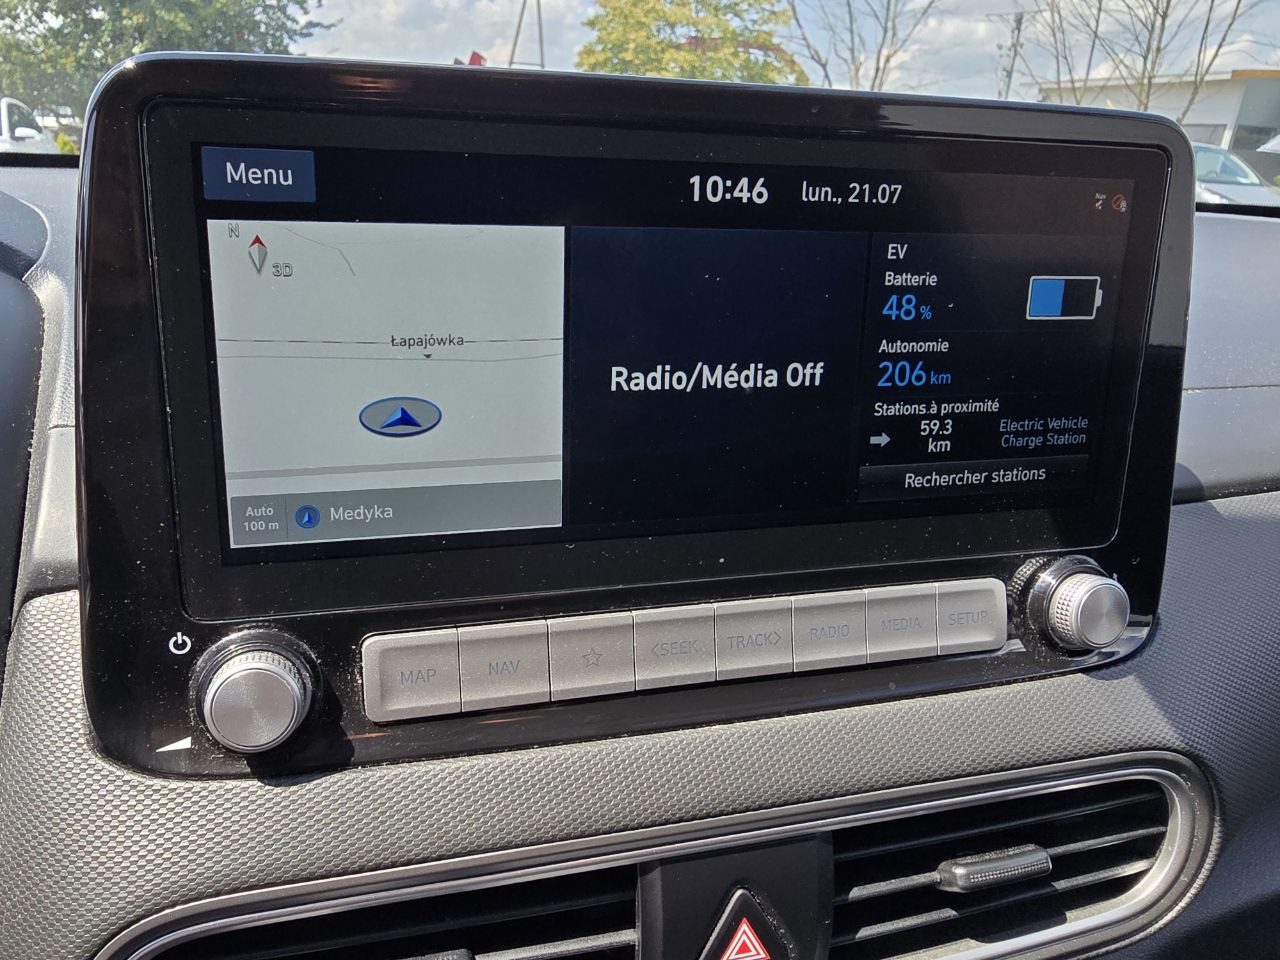 Menu
10:46 lun., 21.07
N
3D
Łapajówka
Auto
100 m
Medyka
Radio/Média Off
EV
Batterie
48 %
Autonomie
206 km
Stations à proximité
59.3
km
Electric Vehicle
Charge Station
Rechercher stations
MAP
NAV
<SEEK
TRACK>
RADIO
MEDIA
SETUP